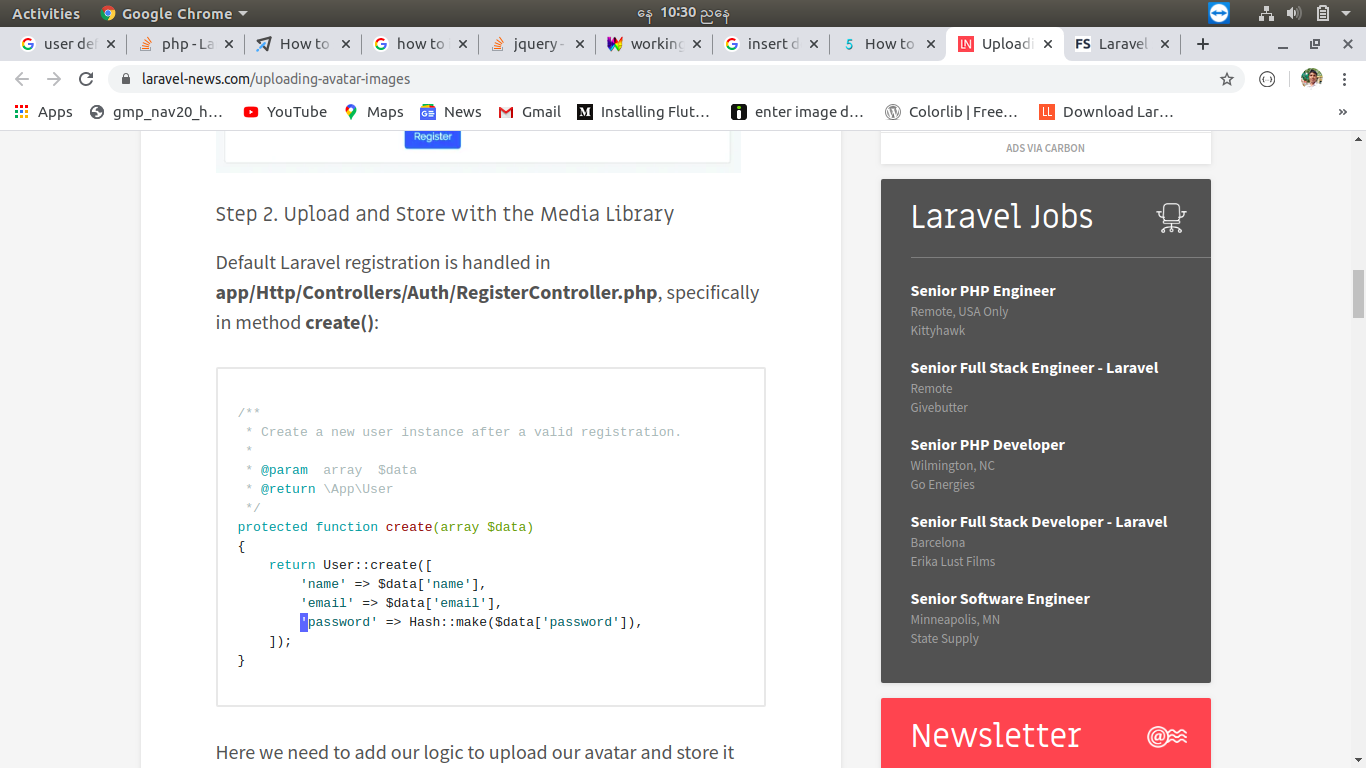 Activities
Google Chrome
နေ 10:30 ညနေ
user de
php - La
How to
how to
jquery -
working
insert d
5 How to
LN Uploadi
FS Laravel
laravel-news.com/uploading-avatar-images
Apps
gmp_nav20_h...
YouTube
Maps
News
Gmail
Installing Flut...
enter image d...
Colorlib | Free...
Download Lar...
»
Register
Step 2. Upload and Store with the Media Library
Default Laravel registration is handled in
app/Http/Controllers/Auth/RegisterController.php, specifically
in method create():
/**
* Create a new user instance after a valid registration.
*
* @param  array  $data
* @return \App\User
*/
protected function create(array $data)
{
return User::create([
'name' => $data['name'],
'email' => $data['email'],
'password' => Hash::make($data['password']),
]);
}
Here we need to add our logic to upload our avatar and store it
ADS VIA CARBON
Laravel Jobs
Senior PHP Engineer
Remote, USA Only
Kittyhawk
Senior Full Stack Engineer - Laravel
Remote
Givebutter
Senior PHP Developer
Wilmington, NC
Go Energies
Senior Full Stack Developer - Laravel
Barcelona
Erika Lust Films
Senior Software Engineer
Minneapolis, MN
State Supply
Newsletter